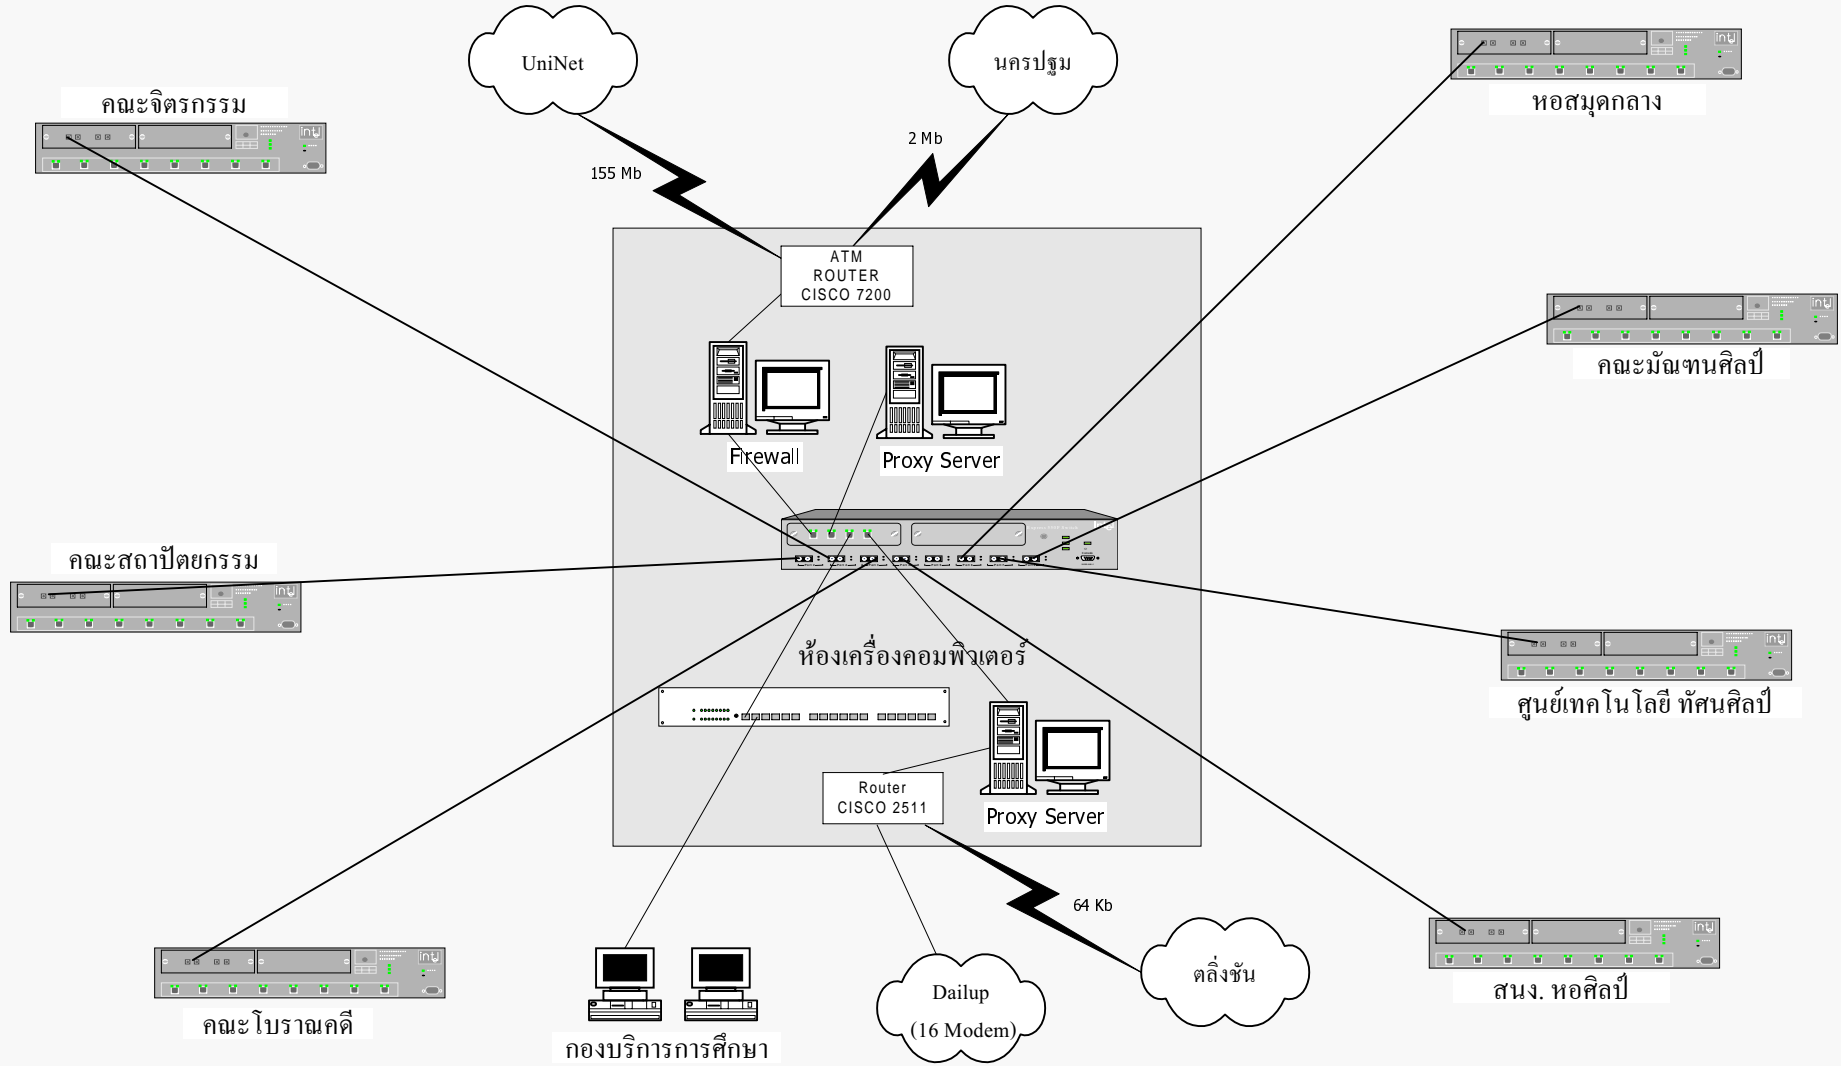 UniNet
นครปฐม
หอสมุดกลาง
คณะจิตรกรรม
2 Mb
155 Mb
ATM
ROUTER
CISCO 7200
คณะมัณฑนศิลป์
Firewall
Proxy Server
คณะสถาปัตยกรรม
ห้องเครื่องคอมพิวเตอร์
ศูนย์เทคโนโลยี ทัศนศิลป์
Router
CISCO 2511
Proxy Server
64 Kb
ตลิ่งชัน
สนง. หอศิลป์
คณะโบราณคดี
Dailup
(16 Modem)
กองบริการการศึกษา